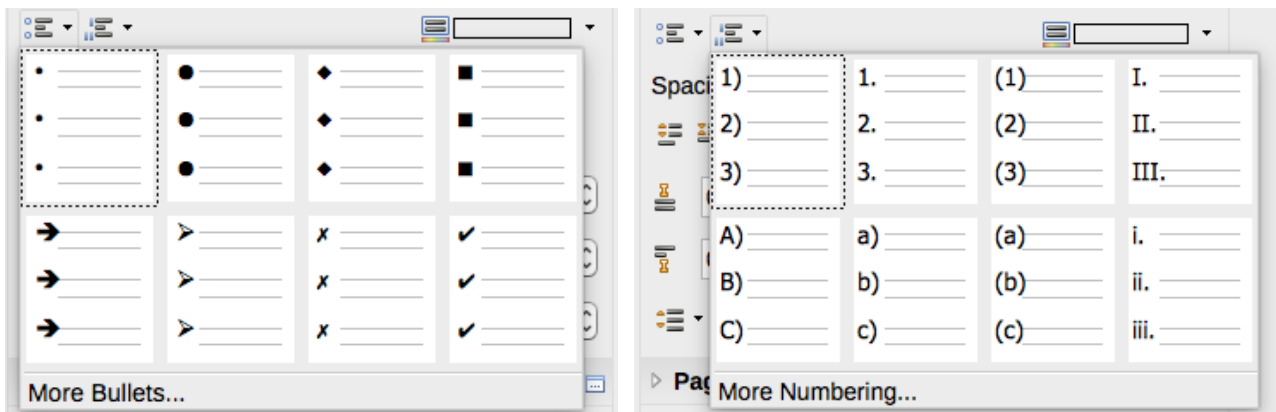 More Bullets...
Spaci
1) 1. (1) I.
2) 2. (2) II.
3) 3. (3) III.
A) a) (a) i.
B) b) (b) ii.
C) c) (c) iii.
Pag
More Numbering...